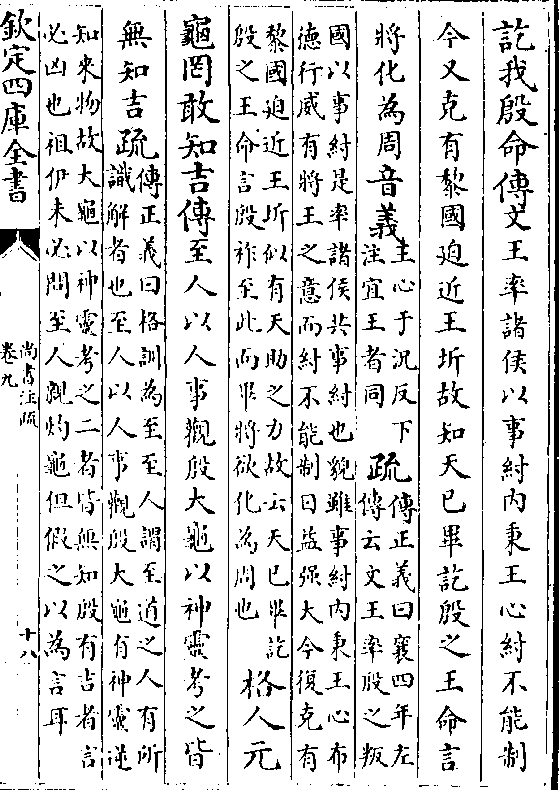 訖我殷命傳文王率諸侯以事紂内秉王心紂不能制
今又克有黎國迫近王圻故知天已畢訖殷之王命言
將化為周音義王心于況反下
注宜王者同疏傳正義曰襄四年左
傳云文王率殷之叛
國以事紂是率諸侯共事紂也貌雖事紂内秉王心布
德行威有將王之意而紂不能制日益强大今復克有
黎國迫近王圻似有天助之力故云天已畢訖
殷之王命言殷祚至此而畢將欲化為周也格人元
龜罔敢知吉傳至人以人事觀殷大龜以神靈考之皆
無知吉疏傳正義曰格訓為至至人謂至道之人有所
識解者也至人以人事觀殷大龜有神靈逆
知來物故大龜以神靈考之二者皆無知殷有吉者言
必凶也祖伊未必問至人親灼龜但假之以為言耳
欽定四庫全書
尚書注疏
卷九
十八